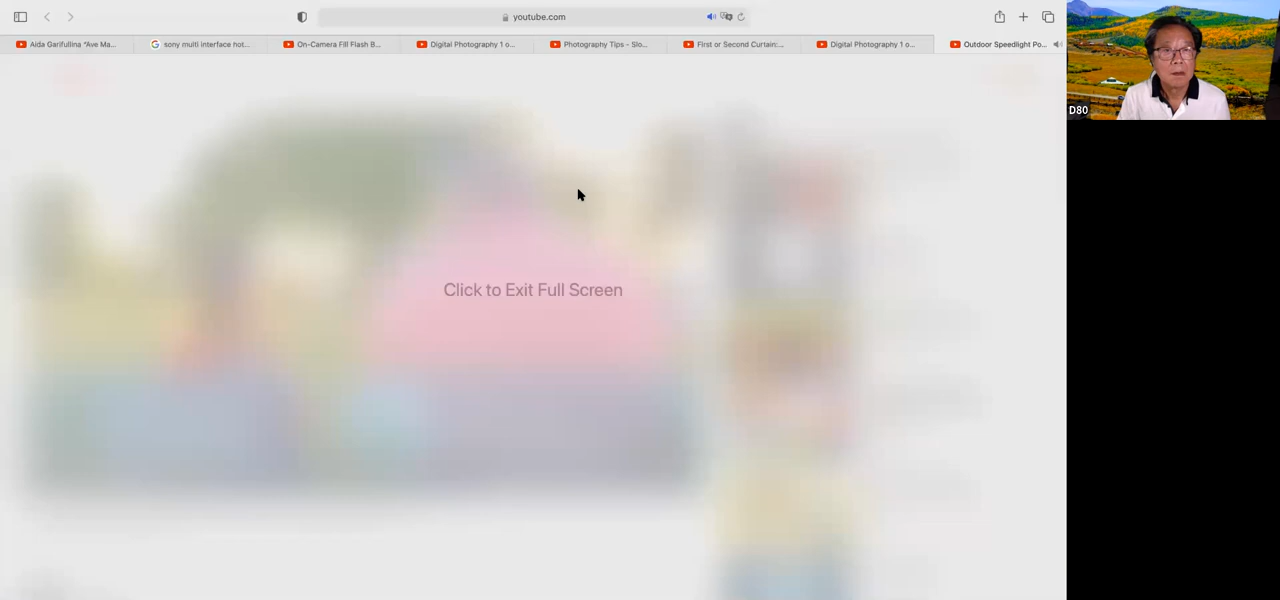 youtube.com
Aida Garifullina "Ave Ma...
sony multi interface hot...
On-Camera Fill Flash B...
Digital Photography 1 o...
Photography Tips - Slo...
First or Second Curtain:...
Digital Photography 1 o...
Outdoor Speedlight Po...
D80
Click to Exit Full Screen